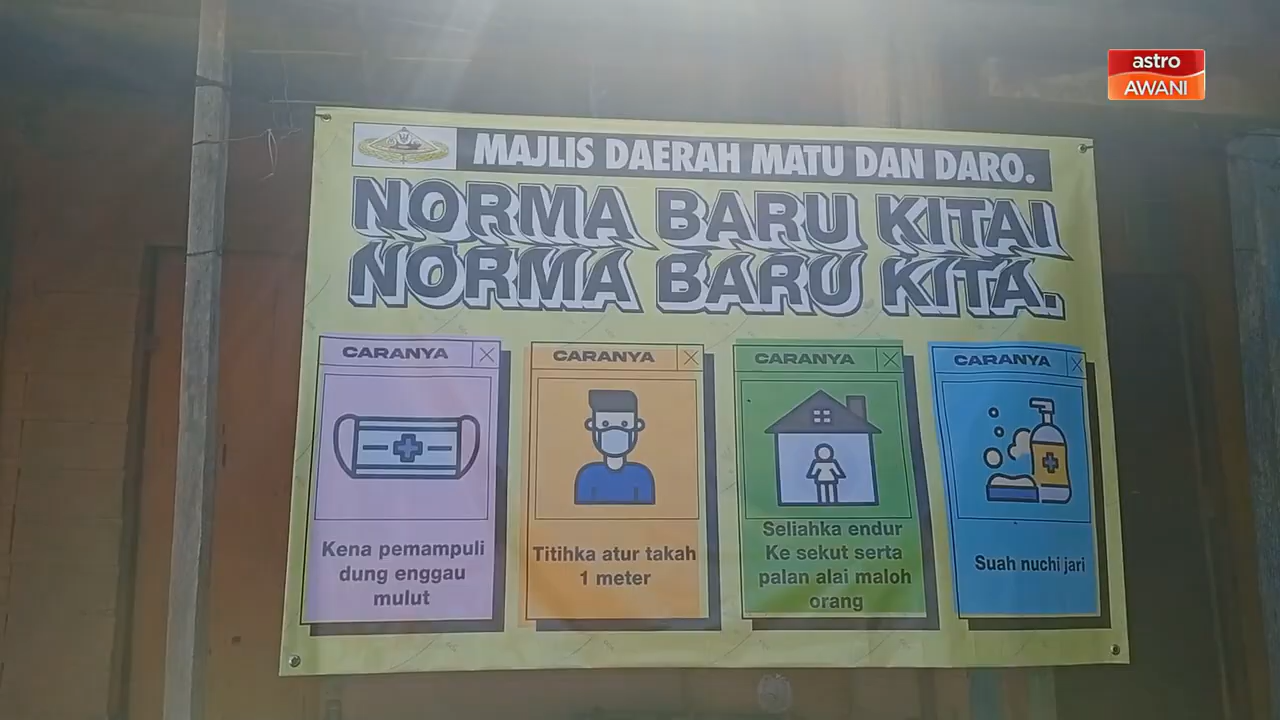 astro
AWANI
MAJLIS DAERAH MATU DAN DARO.
NORMA BARU KITAI
NORMA BARU KITA.
CARANYA
Kena pemampuli
dung enggau
mulut
CARANYA
Titihka atur takah
1 meter
CARANYA
Seliahka endur
Ke sekut serta
palan alai maloh
orang
CARANYA
Suah nuchi jari